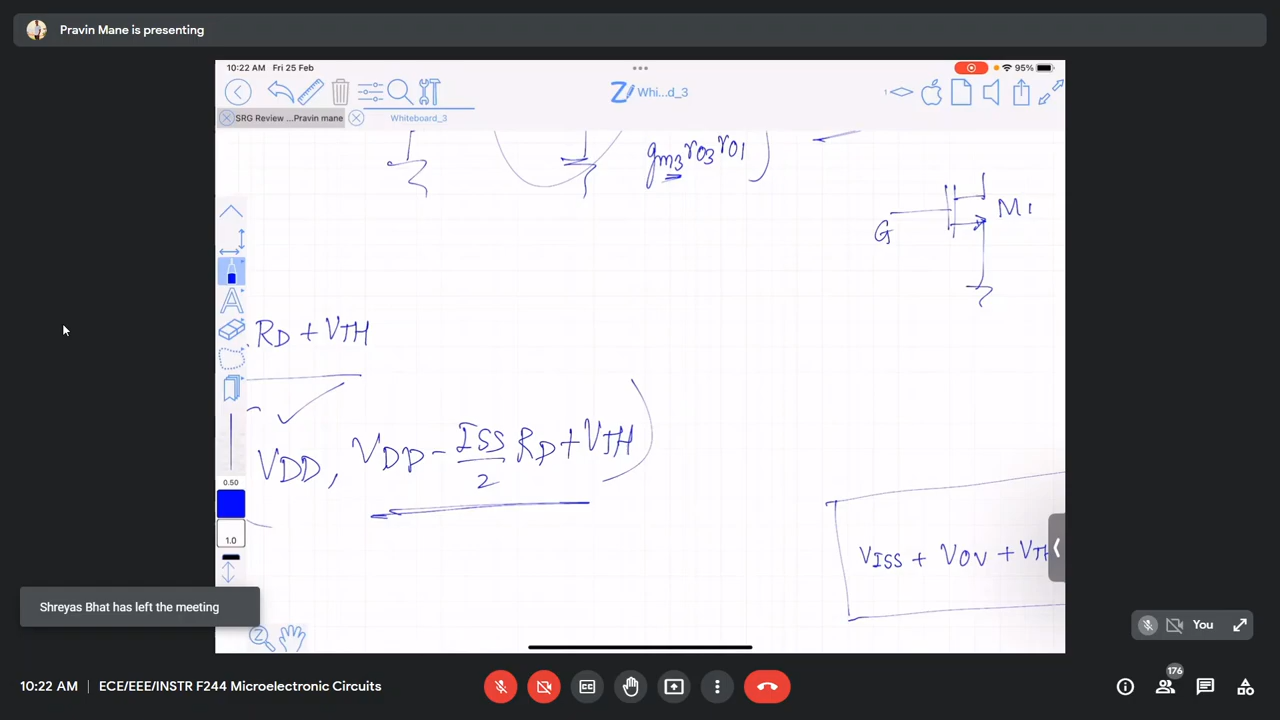 Pravin Mane is presenting
10:22 AM Fri 25 Feb
95%
Whi...d_3
1
SRG Review ...Pravin mane
Whiteboard_3
gm3 ro3 ro1
M1
G
RD + VTH
VDD, VDD - ISS/2 RD + VTH
0.50
1.0
VISS + VOV + VTH
Shreyas Bhat has left the meeting
You
10:22 AM | ECE/EEE/INSTR F244 Microelectronic Circuits
176